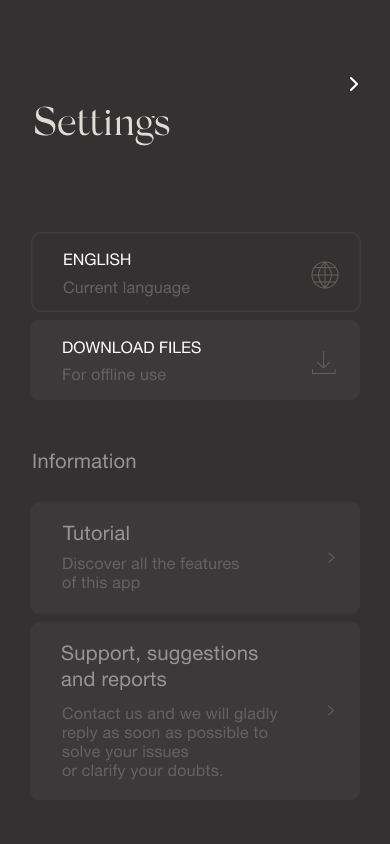 Settings
ENGLISH
Current language
DOWNLOAD FILES
For offline use
Information
Tutorial
Discover all the features
of this app
Support, suggestions
and reports
Contact us and we will gladly
reply as soon as possible to
solve your issues
or clarify your doubts.